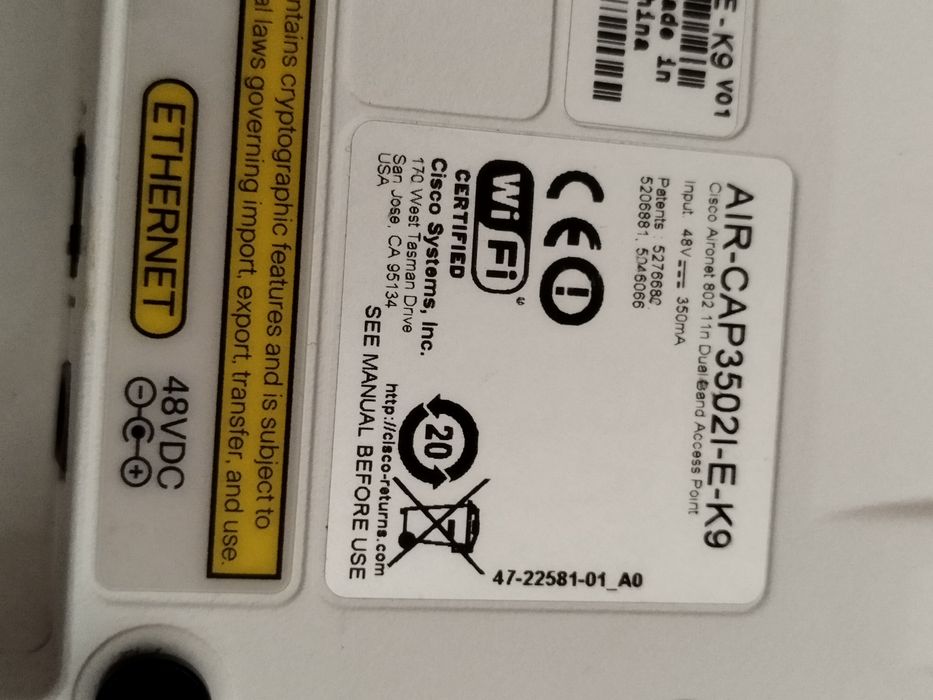 E-K9 V01
ade in
hina
AIR-CAP3502I-E-K9
Cisco Aironet 802.11n Dual-Band Access Point
Input: 48V 350mA
Patents: 5276680,
5206881, 5046066
CE
Wi Fi
CERTIFIED
Cisco Systems, Inc.
170 West Tasman Drive
San Jose, CA 95134
USA
20
http://cisco-returns.com
SEE MANUAL BEFORE USE
47-22581-01_A0
ntains cryptographic features and is subject to
al laws governing import, export, transfer, and use.
ETHERNET
48VDC